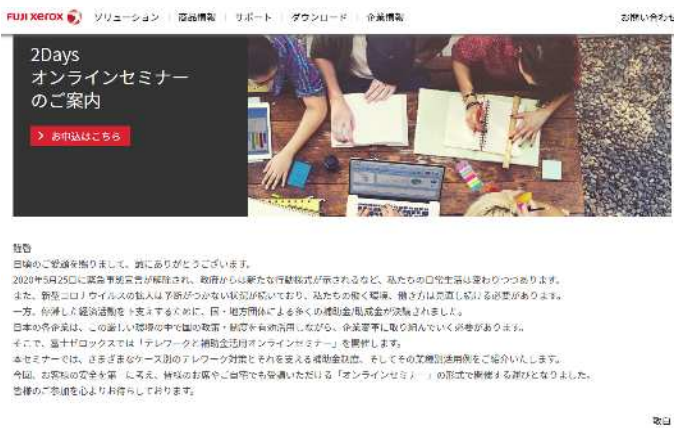 FUJI XEROX ソリューション 商品情報 サポート ダウンロード 企業情報 お問い合わせ
2Days
オンラインセミナー
のご案内
> お申込はこちら
拝啓
日頃のご愛顧を賜りまして、誠にありがとうございます。
2020年5月25日に緊急事態宣言が解除され、政府からは新たな行動様式が示されるなど、私たちの日常生活は変わりつつあります。
また、新型コロナウイルスの拡大は予断がつかない状況が続いており、私たちの働く環境、働き方は見直し続ける必要があります。
一方、停滞した経済活動を下支えするために、国・地方団体による多くの補助金/助成金が決議されました。
日本の各企業は、この厳しい環境の中で国の政策・制度を有効活用しながら、企業変革に取り組んでいく必要があります。
そこで、富士ゼロックスでは「テレワークと補助金活用オンラインセミナー」を開催します。
本セミナーでは、さまざまなケース別のテレワーク対策とそれを支える補助金制度、そしてその業種別活用例をご紹介いたします。
今回、お客様の安全を第一に考え、皆様のお席やご自宅でも受講いただける「オンラインセミナー」の形式で開催する運びとなりました。
皆様のご参加を心よりお待ちしております。
敬白